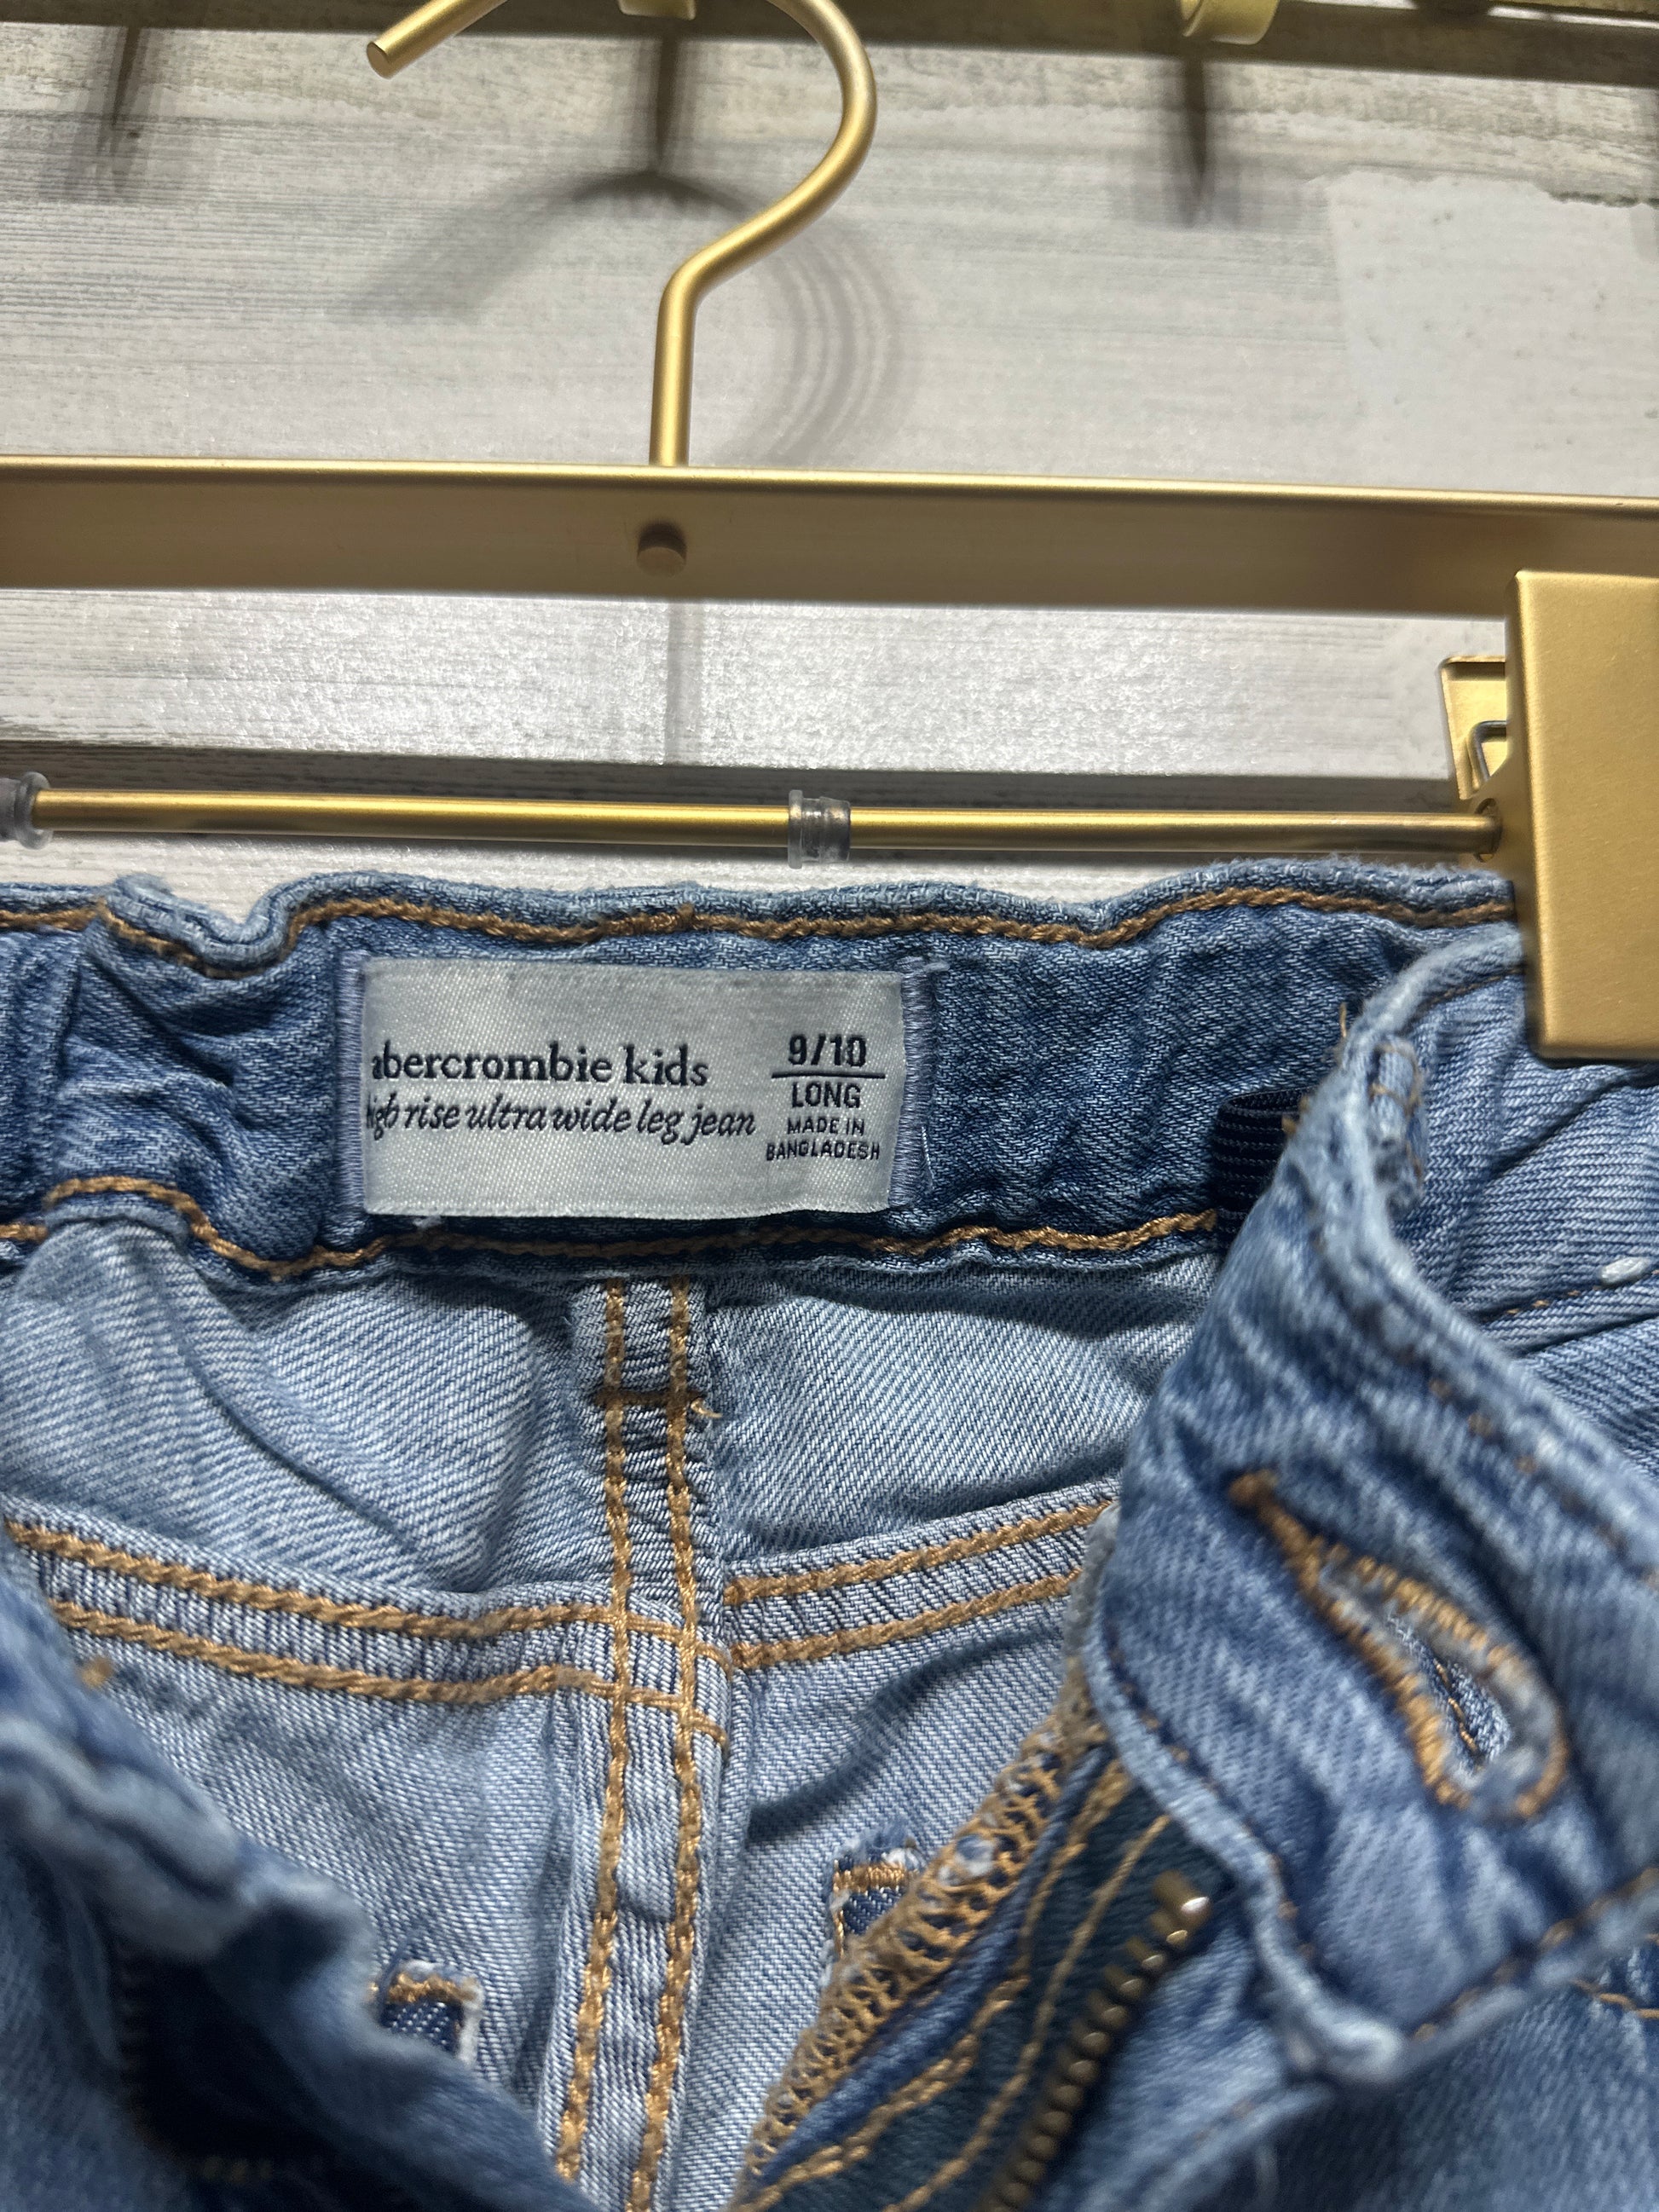 abercrombie kids
high rise ultra wide leg jean
9/10
LONG
MADE IN
BANGLADESH